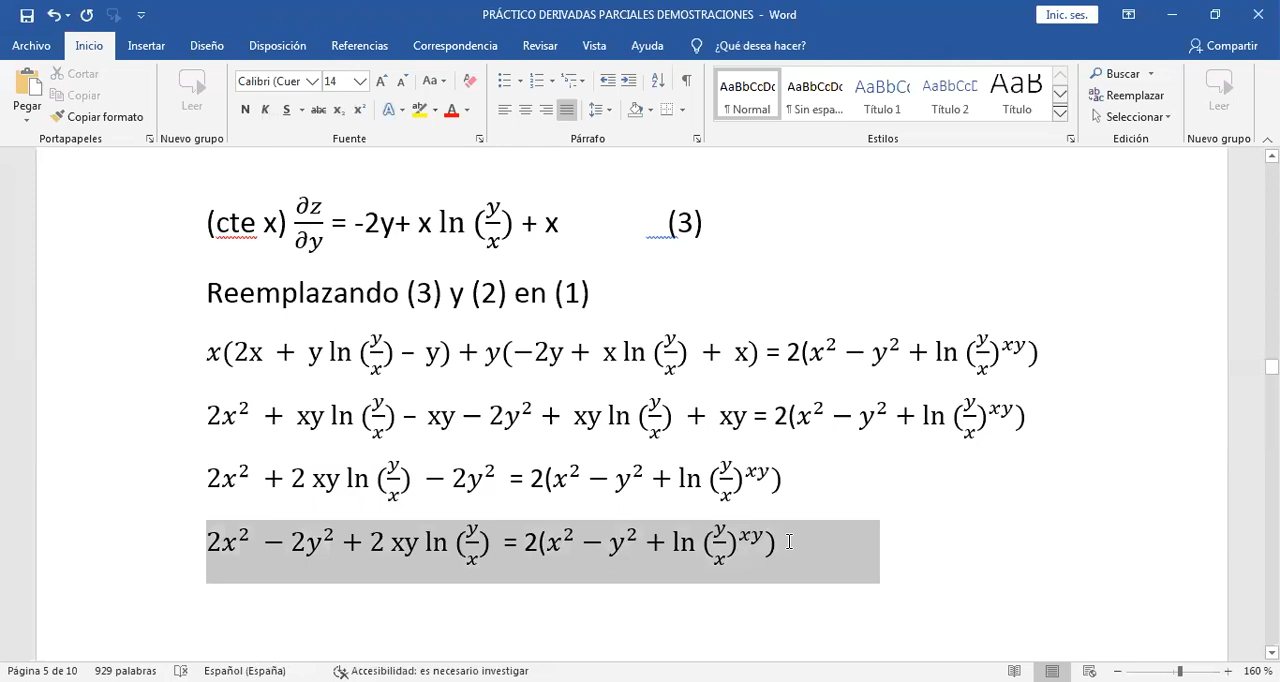 PRÁCTICO DERIVADAS PARCIALES DEMOSTRACIONES - Word
Inic. ses.
Archivo Inicio Insertar Diseño Disposición Referencias Correspondencia Revisar Vista Ayuda ¿Qué desea hacer? Compartir
Pegar
Cortar
Copiar
Copiar formato
Portapapeles
Leer
Nuevo grupo
Calibri (Cuer 14 A A Aa
N K S abc x₂ x² A A
Fuente
Párrafo
AaBbCcDc AaBbCcDc AaBbCc AaBbCcD AaB
¶ Normal ¶ Sin espa... Título 1 Título 2 Título
Estilos
Buscar
Reemplazar
Seleccionar
Edición
Leer
Nuevo grupo
(cte x) ∂z/∂y = -2y+ x ln (y/x) + x (3)
Reemplazando (3) y (2) en (1)
x(2x + y ln (y/x) – y) + y(−2y + x ln (y/x) + x) = 2(x² − y² + ln (y/x)^xy)
2x² + xy ln (y/x) – xy − 2y² + xy ln (y/x) + xy = 2(x² − y² + ln (y/x)^xy)
2x² + 2 xy ln (y/x) − 2y² = 2(x² − y² + ln (y/x)^xy)
2x² − 2y² + 2 xy ln (y/x) = 2(x² − y² + ln (y/x)^xy)
Página 5 de 10 929 palabras Español (España) Accesibilidad: es necesario investigar 160 %